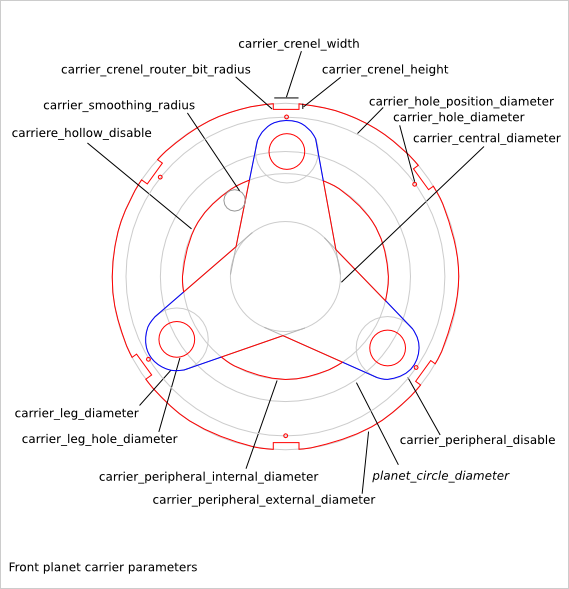 carrier_crenel_width
carrier_crenel_router_bit_radius
carrier_crenel_height
carrier_smoothing_radius
carrier_hole_position_diameter
carrier_hole_diameter
carriere_hollow_disable
carrier_central_diameter
carrier_leg_diameter
carrier_leg_hole_diameter
carrier_peripheral_disable
carrier_peripheral_internal_diameter
planet_circle_diameter
carrier_peripheral_external_diameter
Front planet carrier parameters